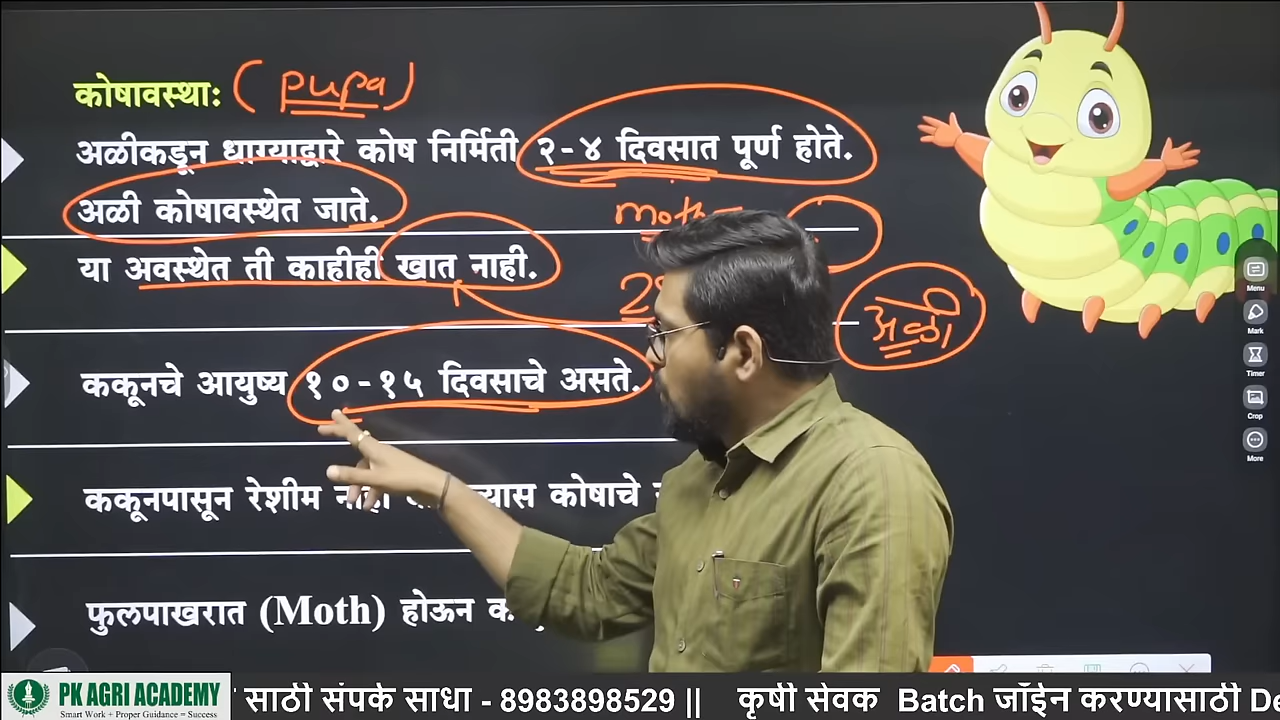 कोषावस्थाः (pupa)
अळीकडून धाग्याद्वारे कोष निर्मिती २-४ दिवसात पूर्ण होते.
अळी कोषावस्थेत जाते.
moth
या अवस्थेत ती काहीही खात नाही.
अळी
ककूनचे आयुष्य १०-१५ दिवसाचे असते.
ककूनपासून रेशीम कोषाचे
फुलपाखरात (Moth) होऊन
Menu
Mark
Timer
Crop
More
PK AGRI ACADEMY
Smart Work + Proper Guidance = Success
साठी संपर्क साधा - 8983898529 || कृषी सेवक Batch जॉईन करण्यासाठी